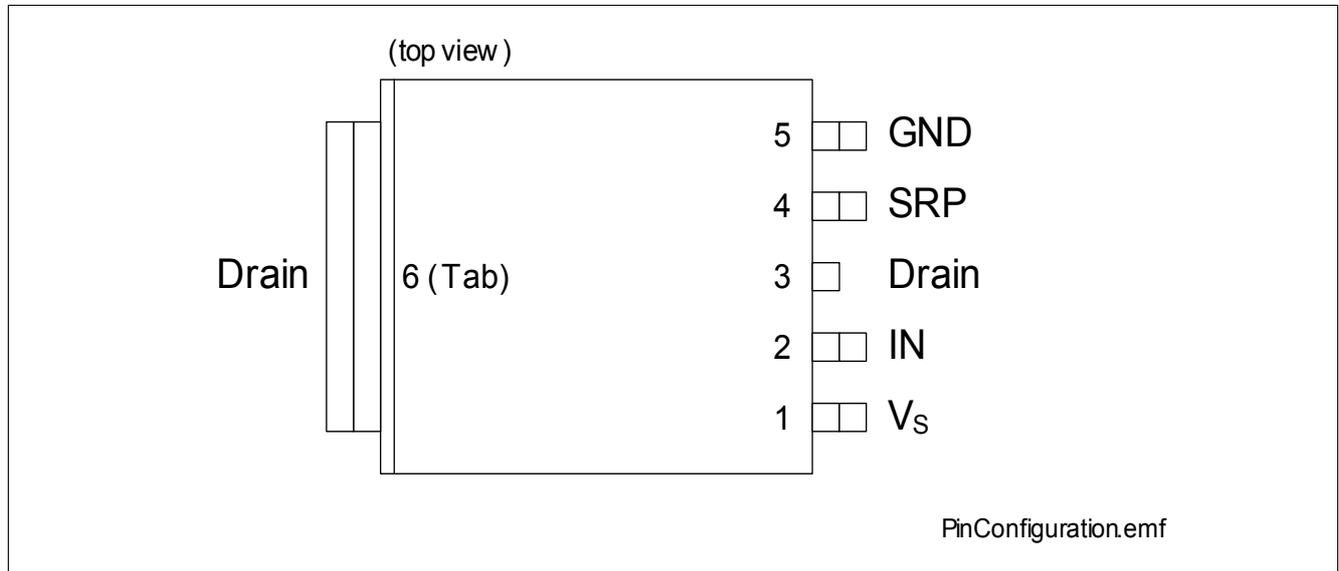 (top view)
5 GND
4 SRP
Drain 6 (Tab) 3 Drain
2 IN
1 VS
PinConfiguration.emf